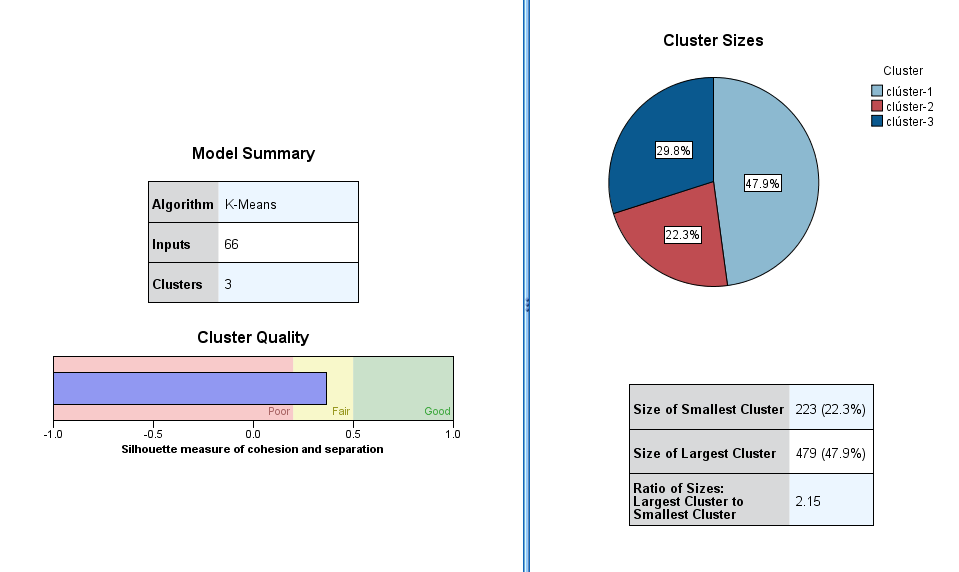 Model Summary
Algorithm K-Means
Inputs 66
Clusters 3
Cluster Quality
Poor Fair Good
-1.0 -0.5 0.0 0.5 1.0
Silhouette measure of cohesion and separation
Cluster Sizes
Cluster
clúster-1
clúster-2
clúster-3
29.8%
47.9%
22.3%
Size of Smallest Cluster 223 (22.3%)
Size of Largest Cluster 479 (47.9%)
Ratio of Sizes:
Largest Cluster to
Smallest Cluster
2.15